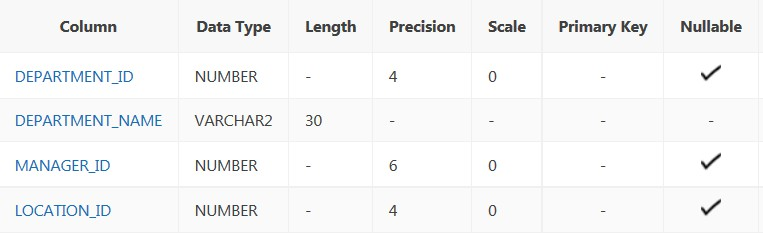 Column Data Type Length Precision Scale Primary Key Nullable
DEPARTMENT_ID NUMBER - 4 0 - ✓
DEPARTMENT_NAME VARCHAR2 30 - - - -
MANAGER_ID NUMBER - 6 0 - ✓
LOCATION_ID NUMBER - 4 0 - ✓